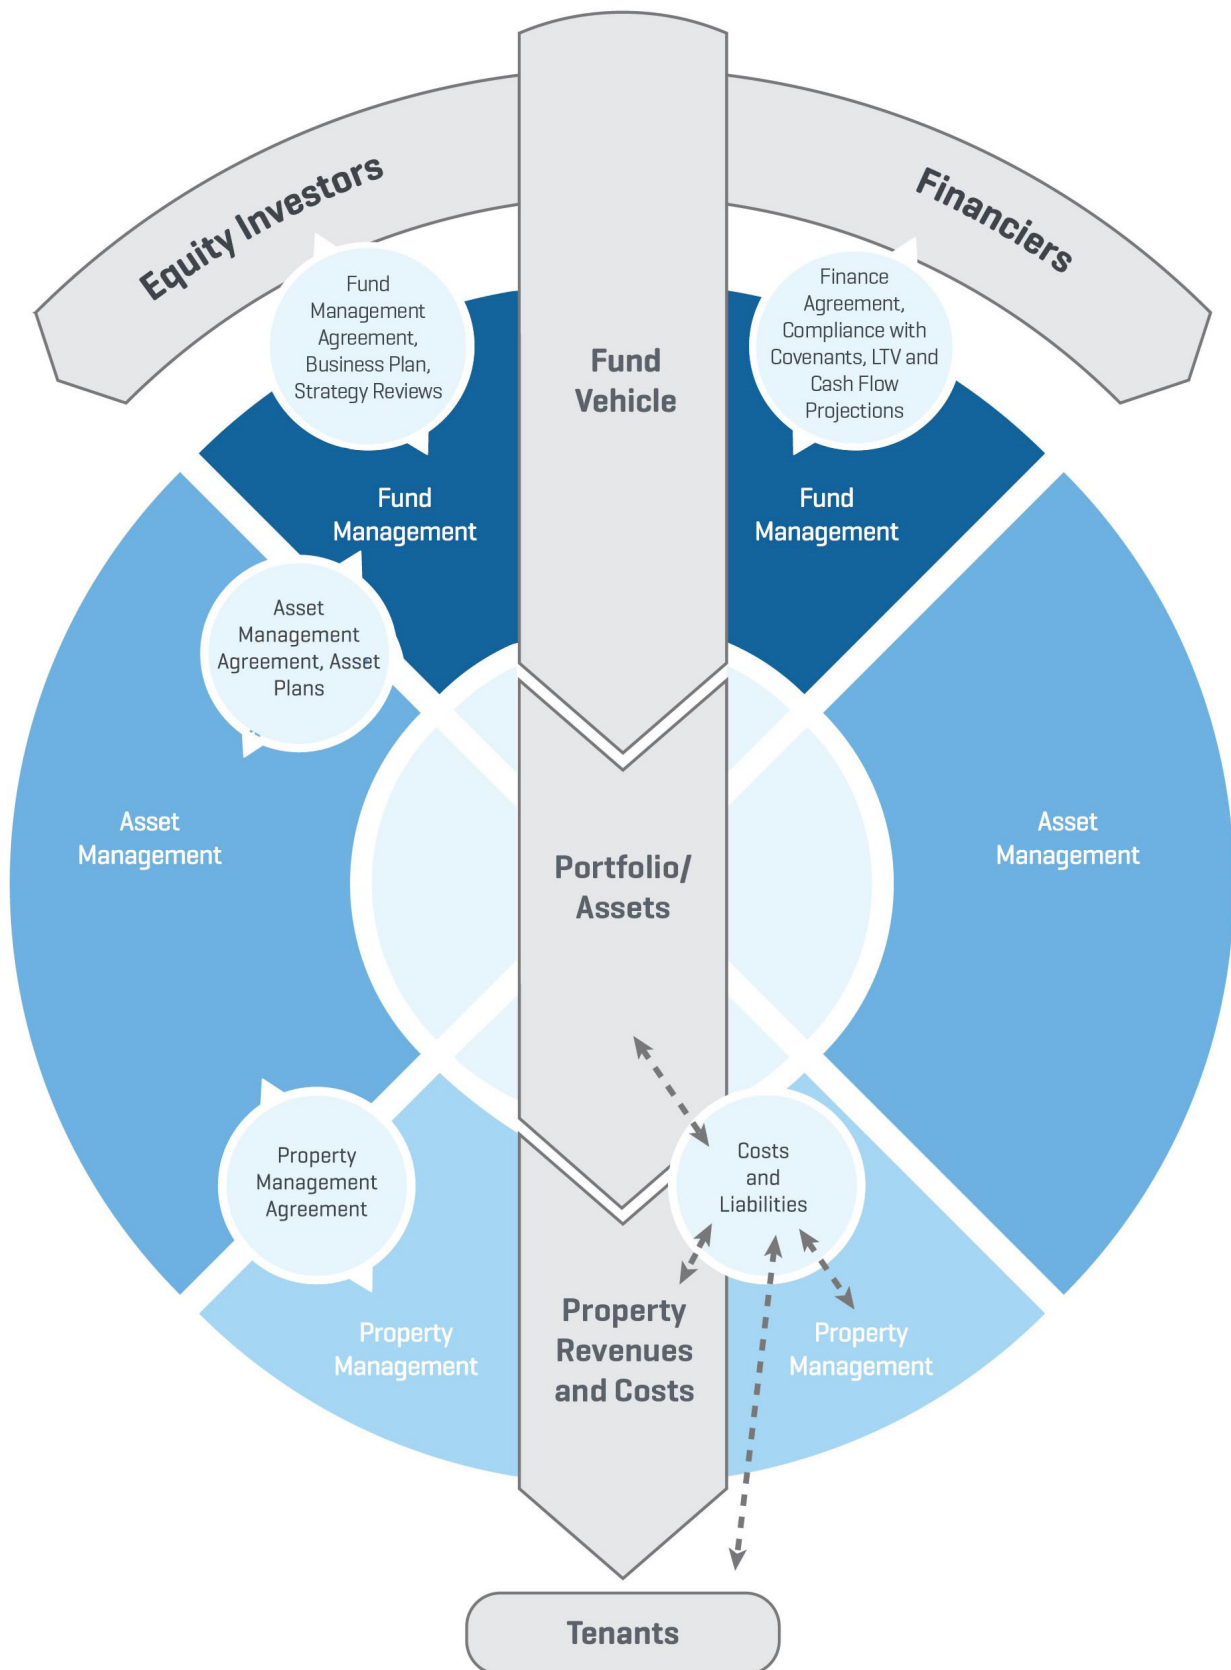 Equity Investors
Financiers
Fund
Management
Agreement,
Business Plan,
Strategy Reviews
Fund
Vehicle
Finance
Agreement,
Compliance with
Covenants, LTV and
Cash Flow
Projections
Fund
Management
Fund
Management
Asset
Management
Agreement, Asset
Plans
Asset
Management
Portfolio/
Assets
Asset
Management
Property
Management
Agreement
Costs
and
Liabilities
Property
Management
Property
Revenues
and Costs
Property
Management
Tenants